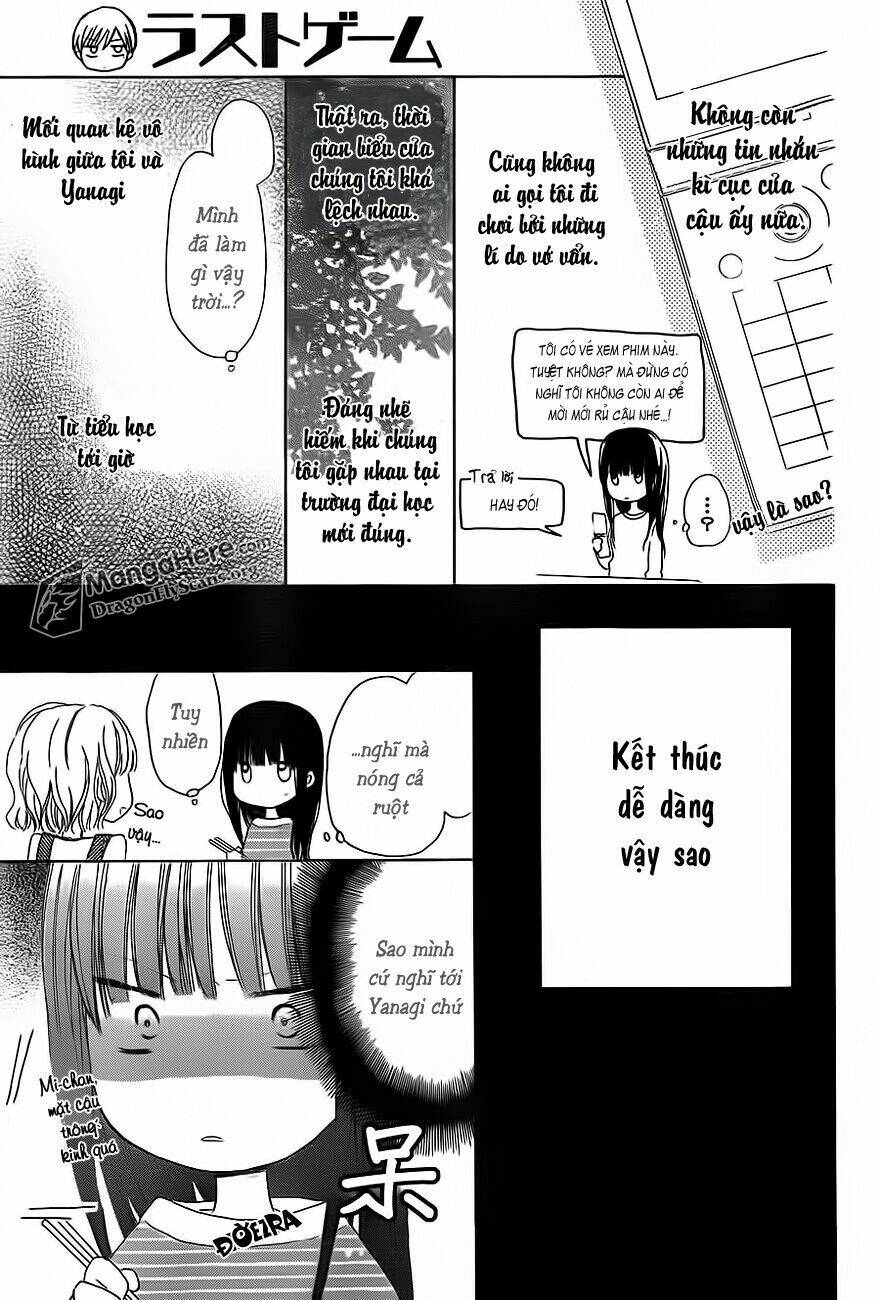 ラストゲーム
Không còn
những tin nhắn
kì cục của
cậu ấy nữa.
Cũng không
ai gọi tôi đi
chơi bởi những
lí do vớ vẩn.
TÔI CÓ VÉ XEM PHIM NÀY.
TUYỆT KHÔNG? MÀ ĐỪNG CÓ
NGHĨ TÔI KHÔNG CÒN AI ĐỂ
MỜI MỚI RỦ CẬU NHÉ...!
Trả lời
HAY ĐÓ!
...?
vậy là sao?
Thật ra, thời
gian biểu của
chúng tôi khá
lệch nhau.
Đáng nhẽ
hiếm khi chúng
tôi gặp nhau tại
trường đại học
mới đúng.
Mối quan hệ vô
hình giữa tôi và
Yanagi
Mình
đã làm
gì vậy
trời...?
Từ tiểu học
tới giờ
MangaHere.com
DragonFlyScans.org
Kết thúc
dễ dàng
vậy sao
...nghĩ mà
nóng cả
ruột
Tuy
nhiên
Sao
vậy...
Sao mình
cứ nghĩ tới
Yanagi chứ
Mi-chan,
mặt cậu
trông
kinh quá
呆
ĐỜEZRA